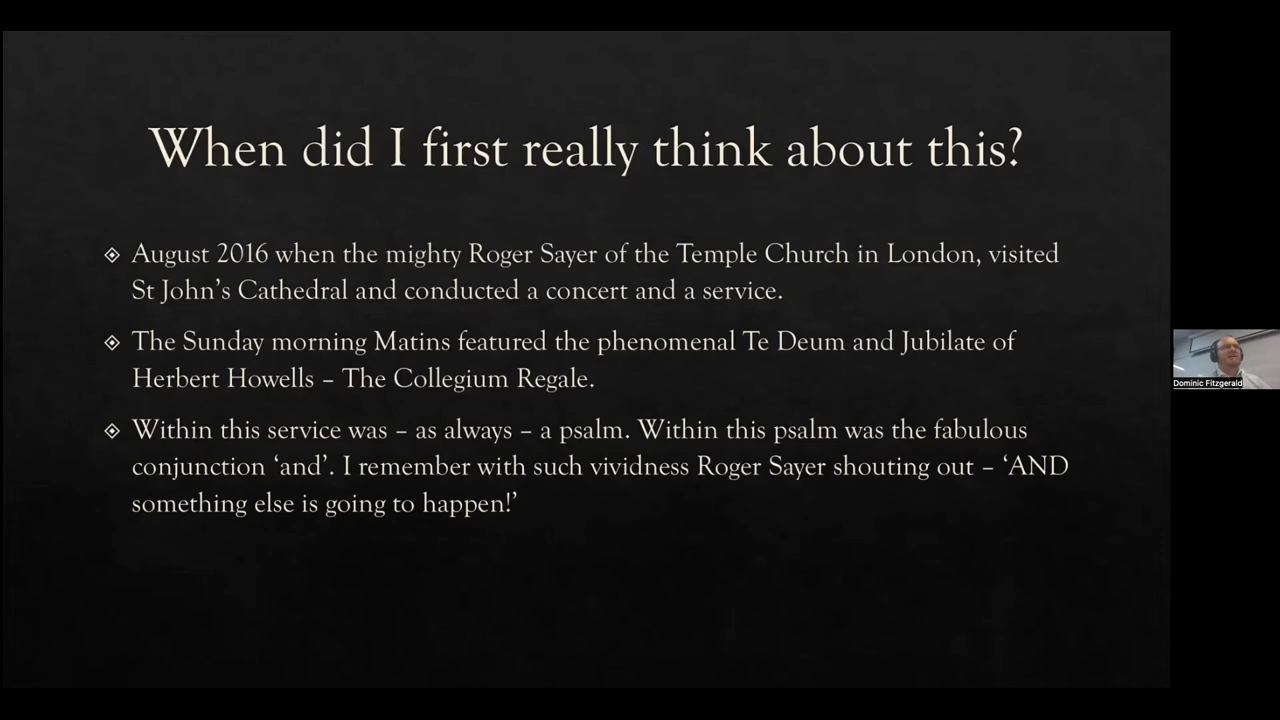 When did I first really think about this?
August 2016 when the mighty Roger Sayer of the Temple Church in London, visited
St John’s Cathedral and conducted a concert and a service.
The Sunday morning Matins featured the phenomenal Te Deum and Jubilate of
Herbert Howells – The Collegium Regale.
Within this service was – as always – a psalm. Within this psalm was the fabulous
conjunction ‘and’. I remember with such vividness Roger Sayer shouting out – ‘AND
something else is going to happen!’
Dominic Fitzgerald